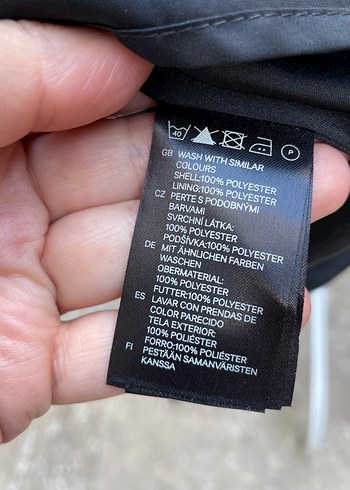 40 P
GB WASH WITH SIMILAR
COLOURS
SHELL:100% POLYESTER
LINING:100% POLYESTER
CZ PERTE S PODOBNÝMI
BARVAMI
SVRCHNÍ LÁTKA:
100% POLYESTER
PODŠÍVKA:100% POLYESTER
DE MIT ÄHNLICHEN FARBEN
WASCHEN
OBERMATERIAL:
100% POLYESTER
FUTTER:100% POLYESTER
ES LAVAR CON PRENDAS DE
COLOR PARECIDO
TELA EXTERIOR:
100% POLIÉSTER
FORRO:100% POLIÉSTER
FI PESTÄÄN SAMANVÄRISTEN
KANSSA